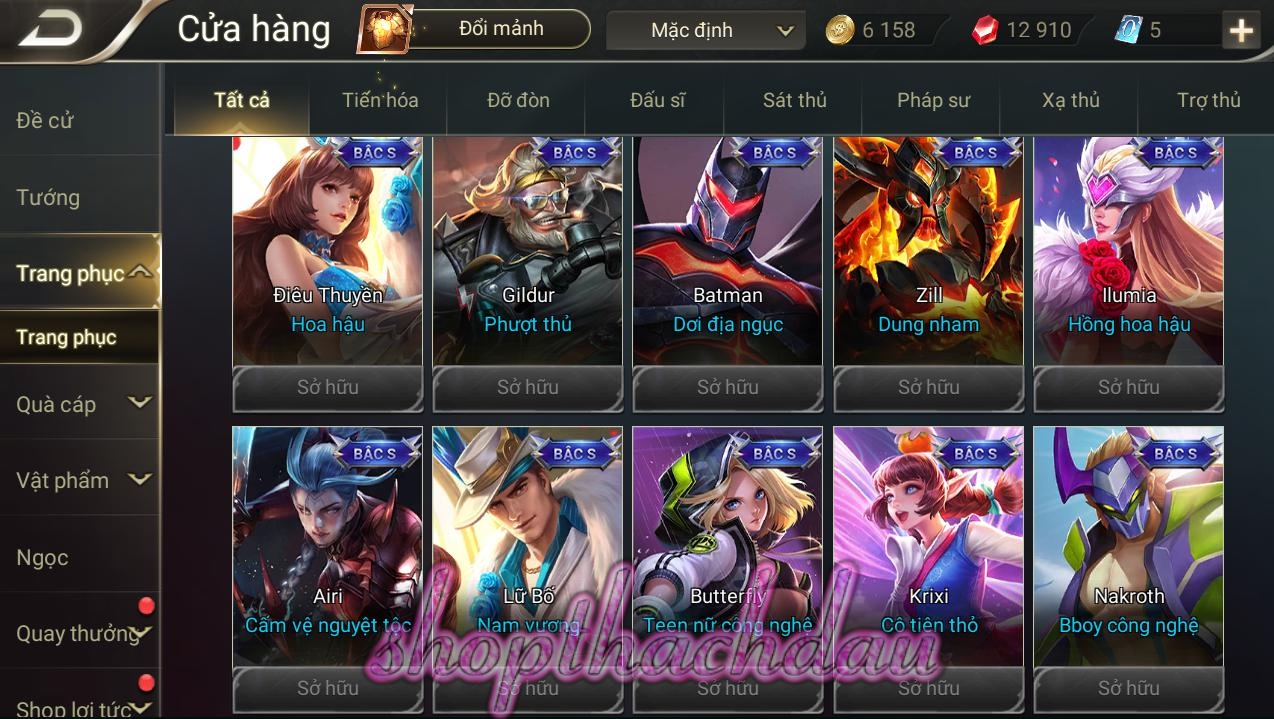 Cửa hàng
Đổi mảnh
Mặc định
6 158
12 910
5
Đề cử
Tướng
Trang phục
Trang phục
Quà cáp
Vật phẩm
Ngọc
Quay thưởng
Shop lợi tức
Tất cả
Tiến hóa
Đỡ đòn
Đấu sĩ
Sát thủ
Pháp sư
Xạ thủ
Trợ thủ
BẬC S
Điêu Thuyền
Hoa hậu
Sở hữu
BẬC S
Gildur
Phượt thủ
Sở hữu
BẬC S
Batman
Dơi địa ngục
Sở hữu
BẬC S
Zill
Dung nham
Sở hữu
BẬC S
Ilumia
Hồng hoa hậu
Sở hữu
BẬC S
Airi
Cấm vệ nguyệt tộc
Sở hữu
BẬC S
Lữ Bố
Nam vương
Sở hữu
BẬC S
Butterfly
Teen nữ công nghệ
Sở hữu
BẬC S
Krixi
Cô tiên thỏ
Sở hữu
BẬC S
Nakroth
Bboy công nghệ
Sở hữu
shopthachdau